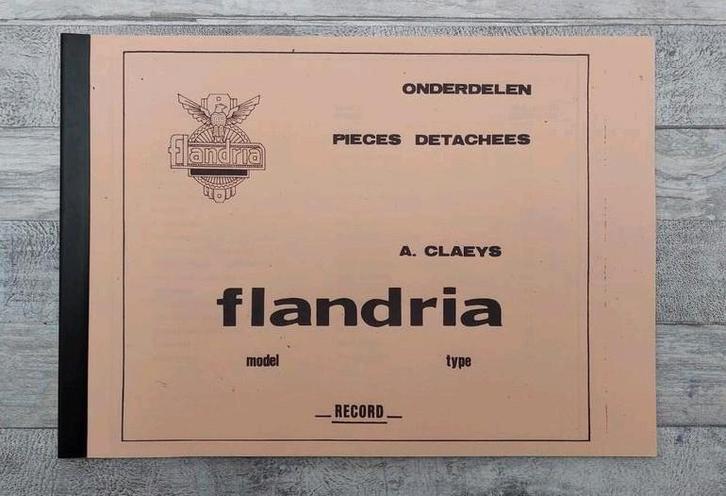 ONDERDELEN
PIECES DETACHEES
flandria
A. CLAEYS
flandria
model type
RECORD